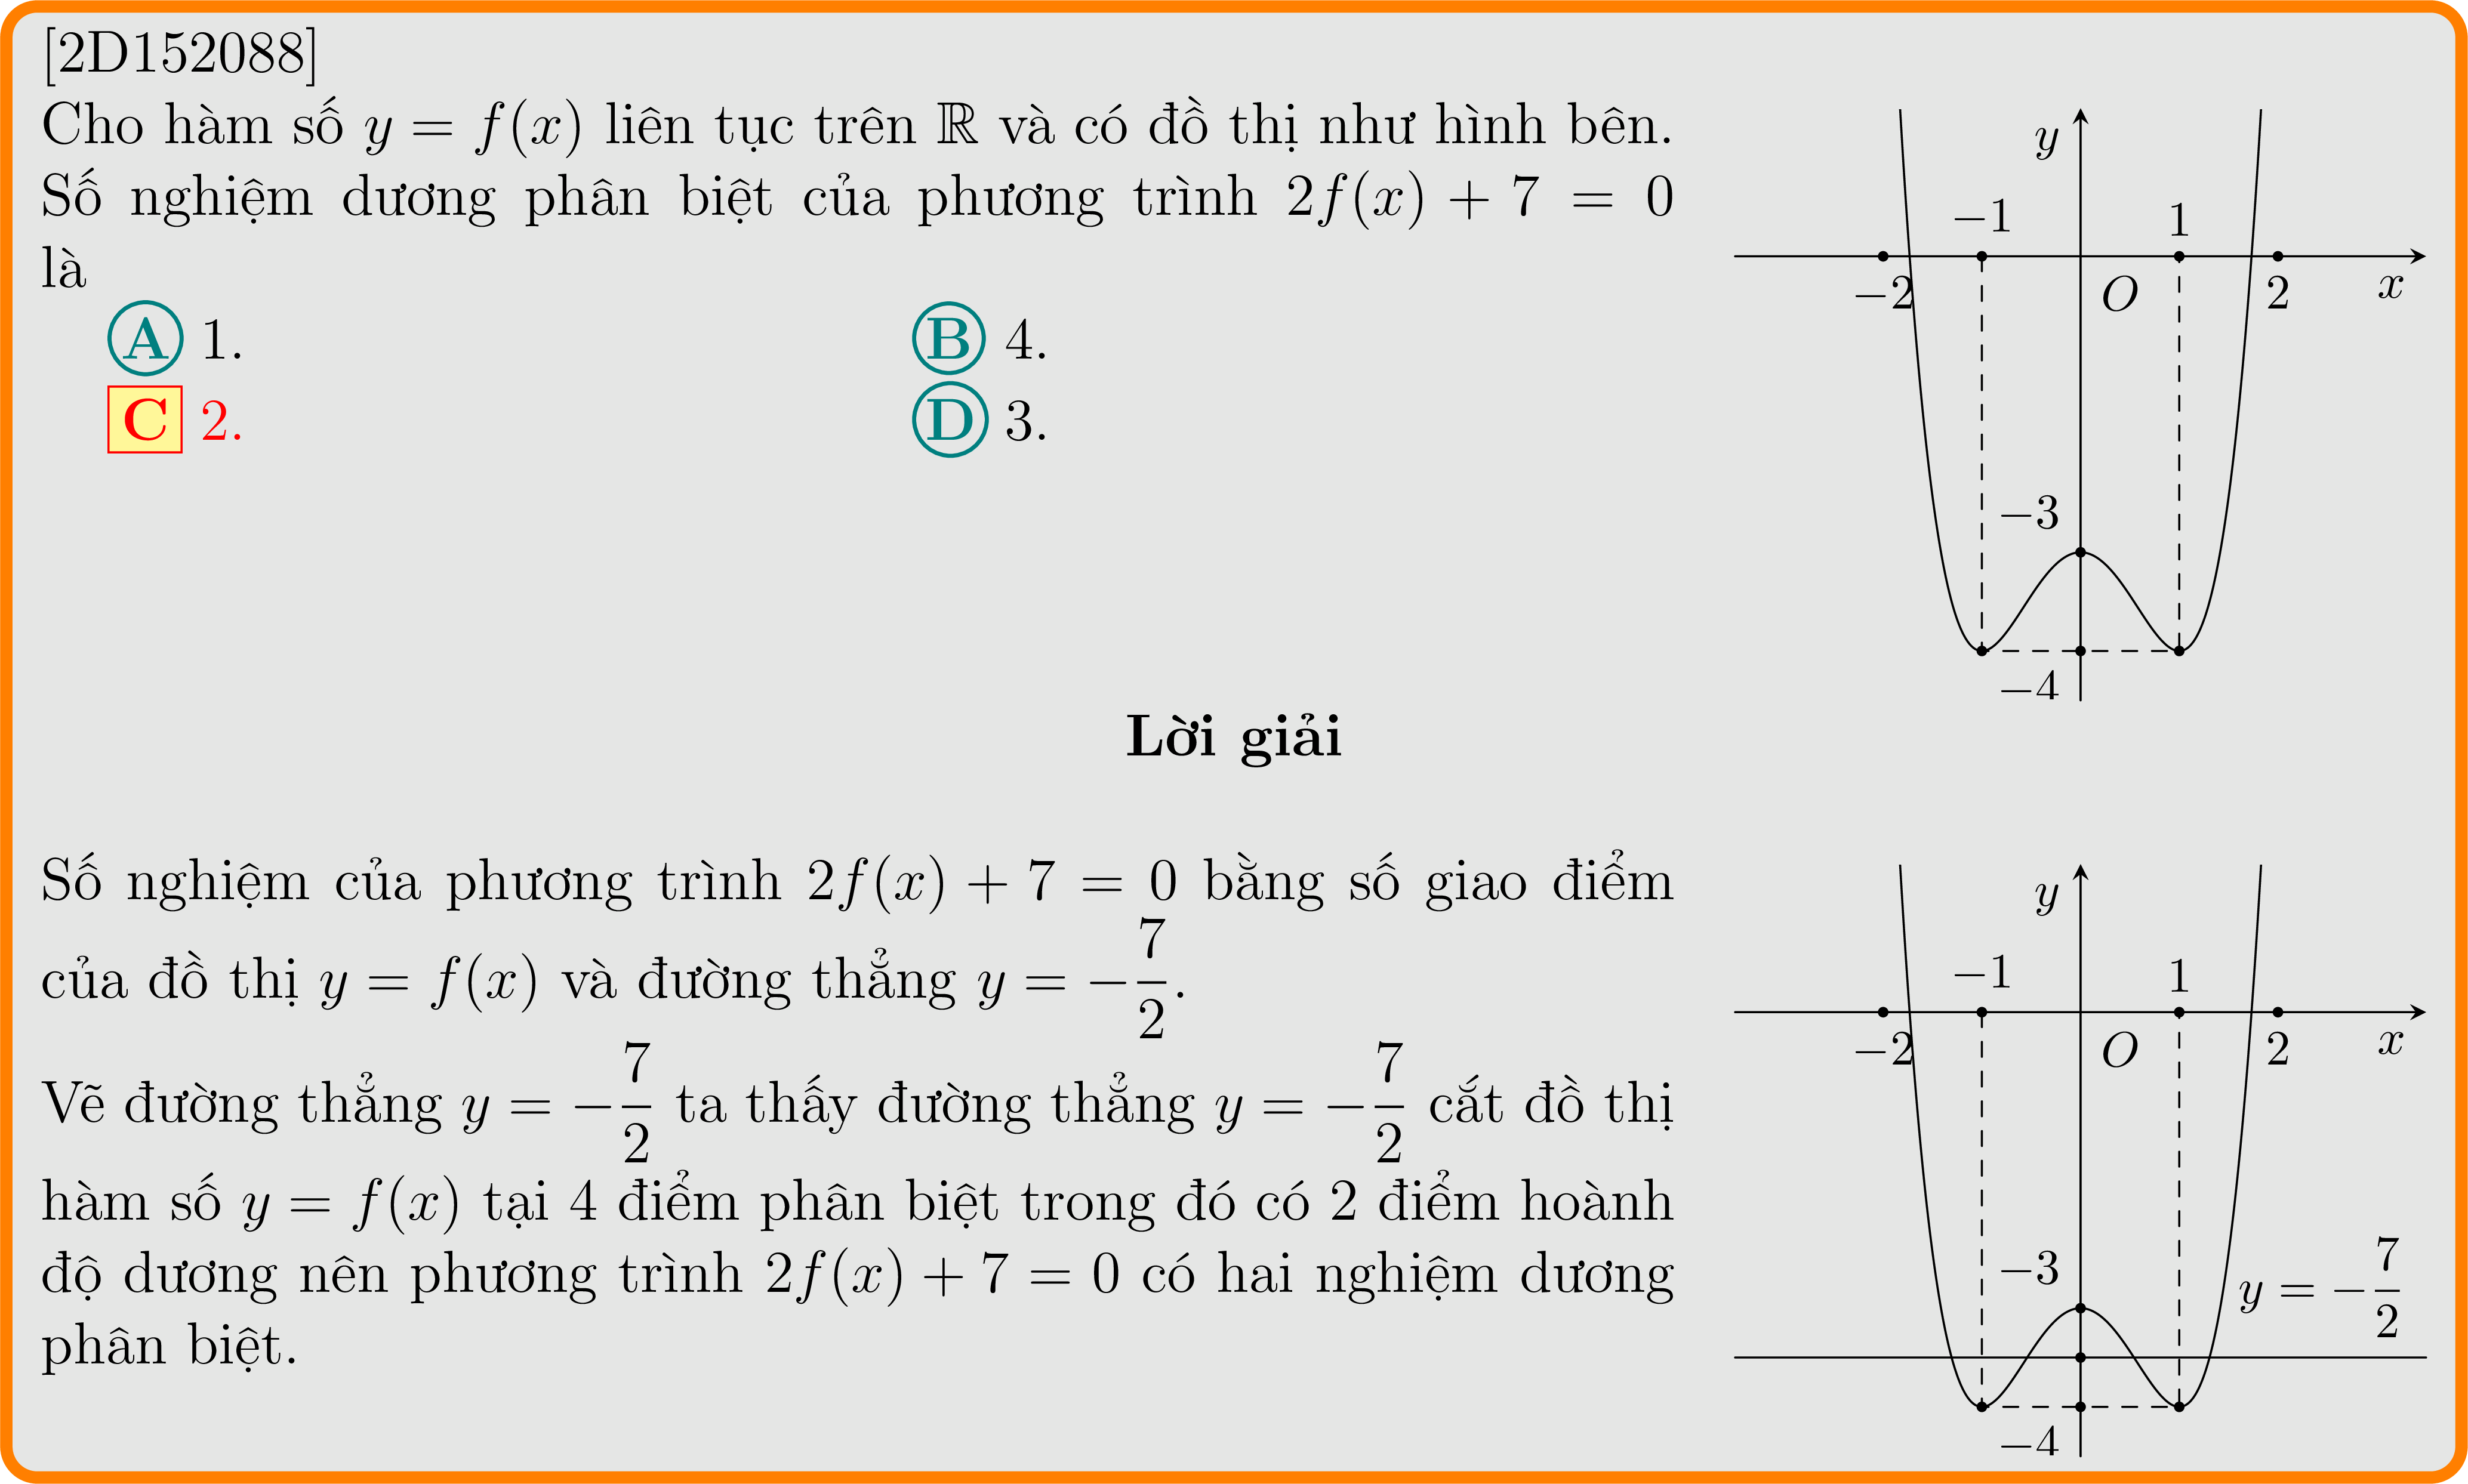 [2D152088]
Cho hàm số y = f(x) liên tục trên ℝ và có đồ thị như hình bên.
Số nghiệm dương phân biệt của phương trình 2f(x) + 7 = 0
là
A 1.
B 4.
C 2.
D 3.
y
−1
1
−2
O
2
x
−3
−4
Lời giải
Số nghiệm của phương trình 2f(x) + 7 = 0 bằng số giao điểm
của đồ thị y = f(x) và đường thẳng y = −7/2.
Vẽ đường thẳng y = −7/2 ta thấy đường thẳng y = −7/2 cắt đồ thị
hàm số y = f(x) tại 4 điểm phân biệt trong đó có 2 điểm hoành
độ dương nên phương trình 2f(x) + 7 = 0 có hai nghiệm dương
phân biệt.
y
−1
1
−2
O
2
x
−3
y = −7/2
−4